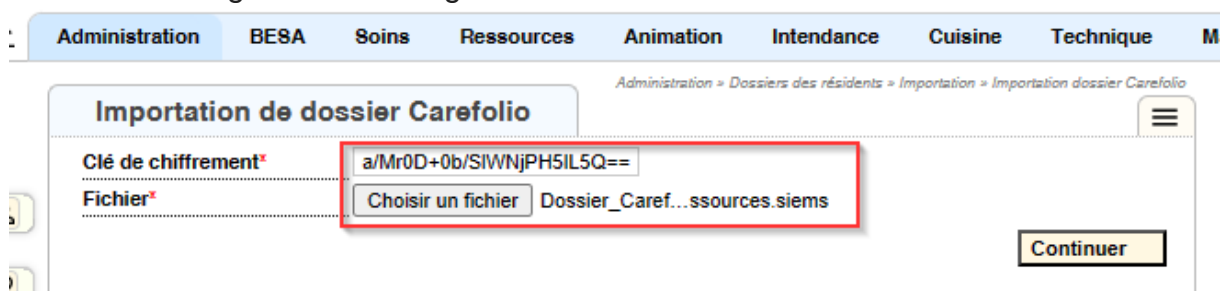 Administration BESA Soins Ressources Animation Intendance Cuisine Technique M
Administration » Dossiers des résidents » Importation » Importation dossier Carefolio
Importation de dossier Carefolio
Clé de chiffrement* a/Mr0D+0b/SIWNjPH5IL5Q==
Fichier* Choisir un fichier Dossier_Caref...ssources.siems
Continuer